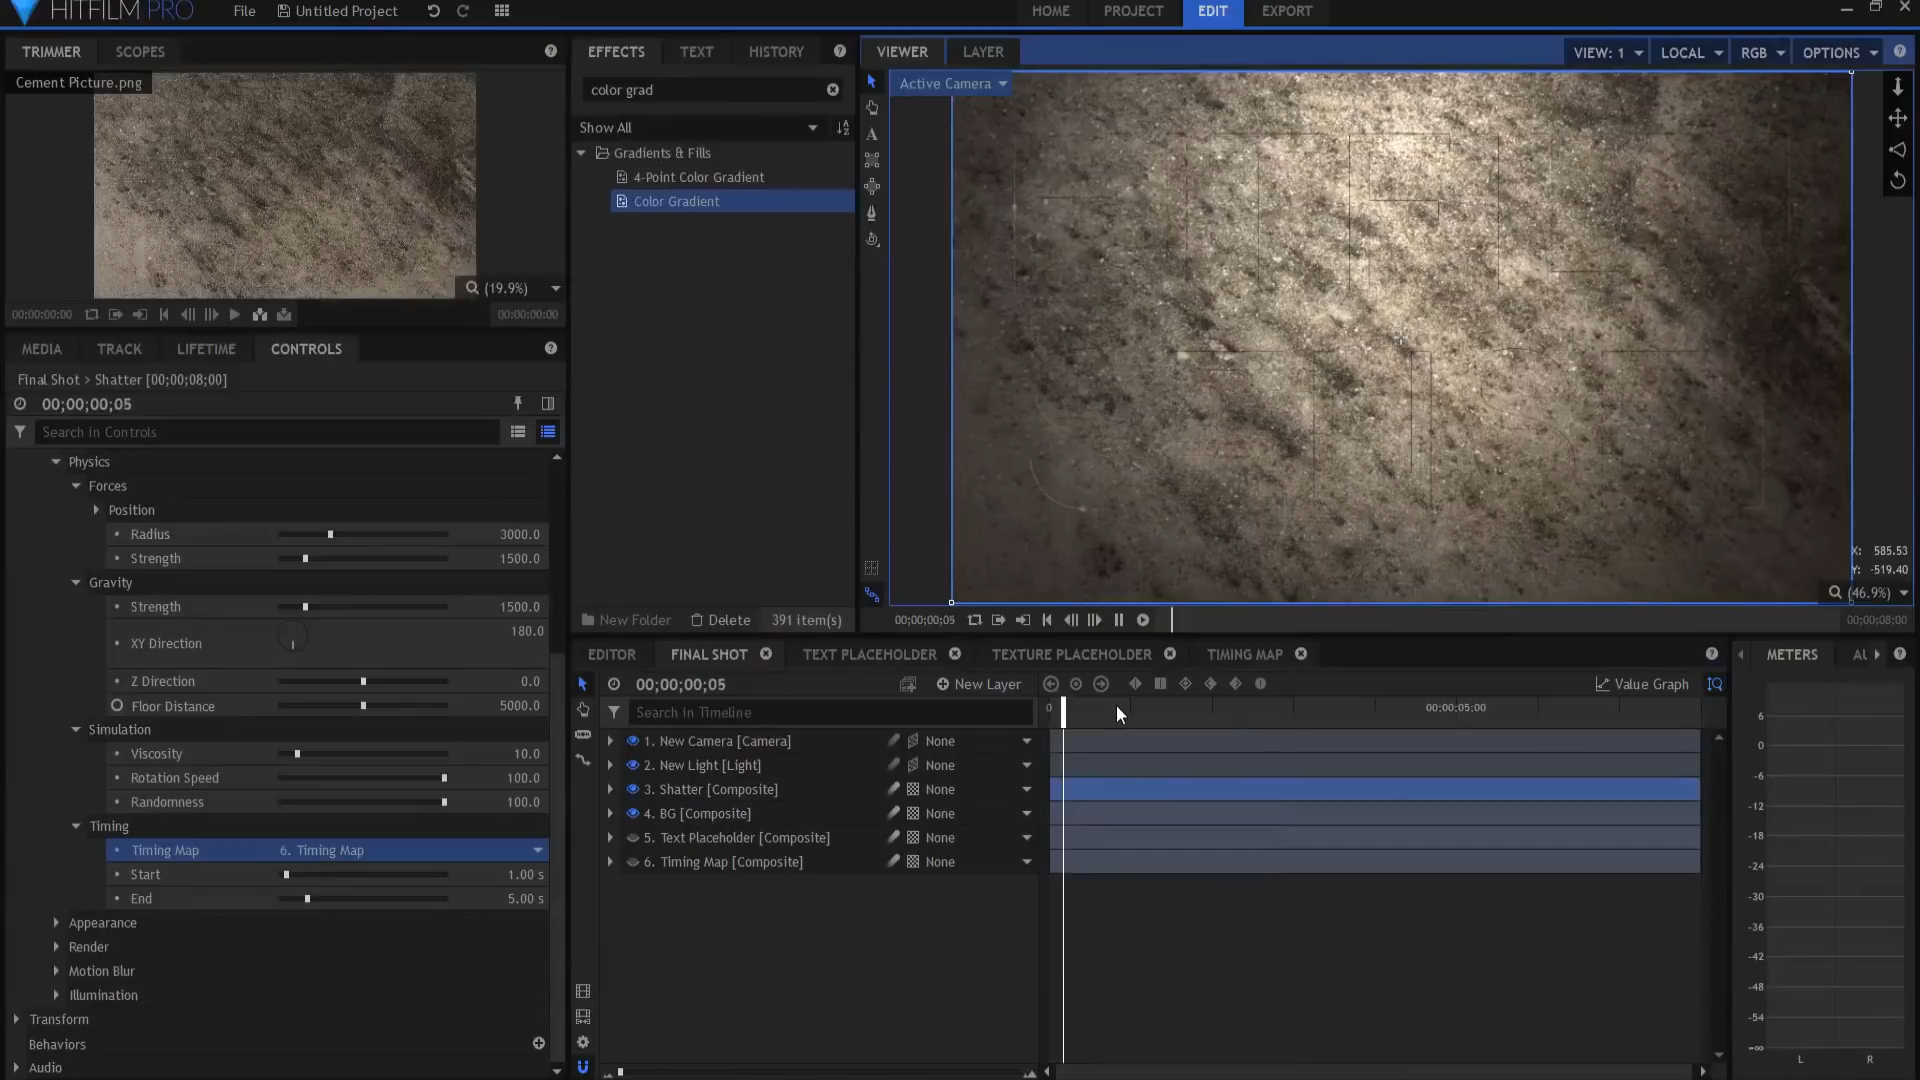 HITFILM PRO
File
Untitled Project
HOME
PROJECT
EDIT
EXPORT
TRIMMER
SCOPES
Cement Picture.png
(19.9%)
00:00:00:00
00:00:00:00
MEDIA
TRACK
LIFETIME
CONTROLS
Final Shot > Shatter [00;00;08;00]
00;00;00;05
Search in Controls
Physics
Forces
Position
Radius 3000.0
Strength 1500.0
Gravity
Strength 1500.0
XY Direction 180.0
Z Direction 0.0
Floor Distance 5000.0
Simulation
Viscosity 10.0
Rotation Speed 100.0
Randomness 100.0
Timing
Timing Map 6. Timing Map
Start 1.00 s
End 5.00 s
Appearance
Render
Motion Blur
Illumination
Transform
Behaviors
Audio
EFFECTS
TEXT
HISTORY
color grad
Show All
Gradients & Fills
4-Point Color Gradient
Color Gradient
New Folder
Delete
391 item(s)
VIEWER
LAYER
VIEW: 1
LOCAL
RGB
OPTIONS
Active Camera
X: 585.53
Y: -519.40
(46.9%)
00;00;00;05
00;00;08;00
EDITOR
FINAL SHOT
TEXT PLACEHOLDER
TEXTURE PLACEHOLDER
TIMING MAP
00;00;00;05
New Layer
Value Graph
Search in Timeline
0
00;00;05;00
1. New Camera [Camera] None
2. New Light [Light] None
3. Shatter [Composite] None
4. BG [Composite] None
5. Text Placeholder [Composite] None
6. Timing Map [Composite] None
METERS
AU
6
0
-6
-12
-18
-24
-30
-36
-42
-48
-54
-∞
L
R